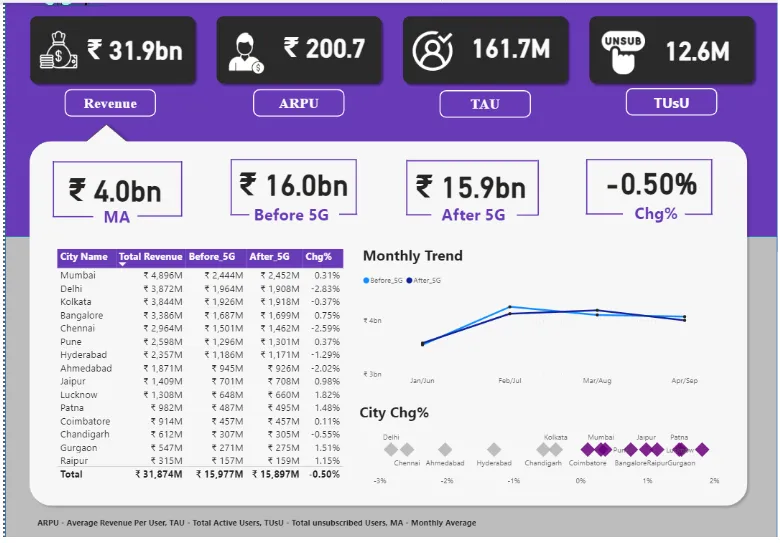 ₹ 31.9bn
₹ 200.7
161.7M
UNSUB
12.6M
Revenue
ARPU
TAU
TUsU
₹ 4.0bn
MA
₹ 16.0bn
Before 5G
₹ 15.9bn
After 5G
-0.50%
Chg%
City Name Total Revenue Before_5G After_5G Chg%
Mumbai ₹ 4,896M ₹ 2,444M ₹ 2,452M 0.31%
Delhi ₹ 3,872M ₹ 1,964M ₹ 1,908M -2.83%
Kolkata ₹ 3,844M ₹ 1,926M ₹ 1,918M -0.37%
Bangalore ₹ 3,386M ₹ 1,687M ₹ 1,699M 0.75%
Chennai ₹ 2,964M ₹ 1,501M ₹ 1,462M -2.59%
Pune ₹ 2,598M ₹ 1,296M ₹ 1,301M 0.37%
Hyderabad ₹ 2,357M ₹ 1,186M ₹ 1,171M -1.29%
Ahmedabad ₹ 1,871M ₹ 945M ₹ 926M -2.02%
Jaipur ₹ 1,409M ₹ 701M ₹ 708M 0.98%
Lucknow ₹ 1,308M ₹ 648M ₹ 660M 1.82%
Patna ₹ 982M ₹ 487M ₹ 495M 1.48%
Coimbatore ₹ 914M ₹ 457M ₹ 457M 0.11%
Chandigarh ₹ 612M ₹ 307M ₹ 305M -0.55%
Gurgaon ₹ 547M ₹ 271M ₹ 275M 1.51%
Raipur ₹ 315M ₹ 157M ₹ 159M 1.15%
Total ₹ 31,874M ₹ 15,977M ₹ 15,897M -0.50%
Monthly Trend
Before_5G After_5G
₹ 4bn
₹ 3bn
Jan/Jun Feb/Jul Mar/Aug Apr/Sep
City Chg%
Delhi Kolkata Mumbai Jaipur Patna
Chennai Ahmedabad Hyderabad Chandigarh Coimbatore Bangalore Raipur Gurgaon
-3% -2% -1% 0% 1% 2%
ARPU - Average Revenue Per User, TAU - Total Active Users, TUsU - Total unsubscribed Users, MA - Monthly Average